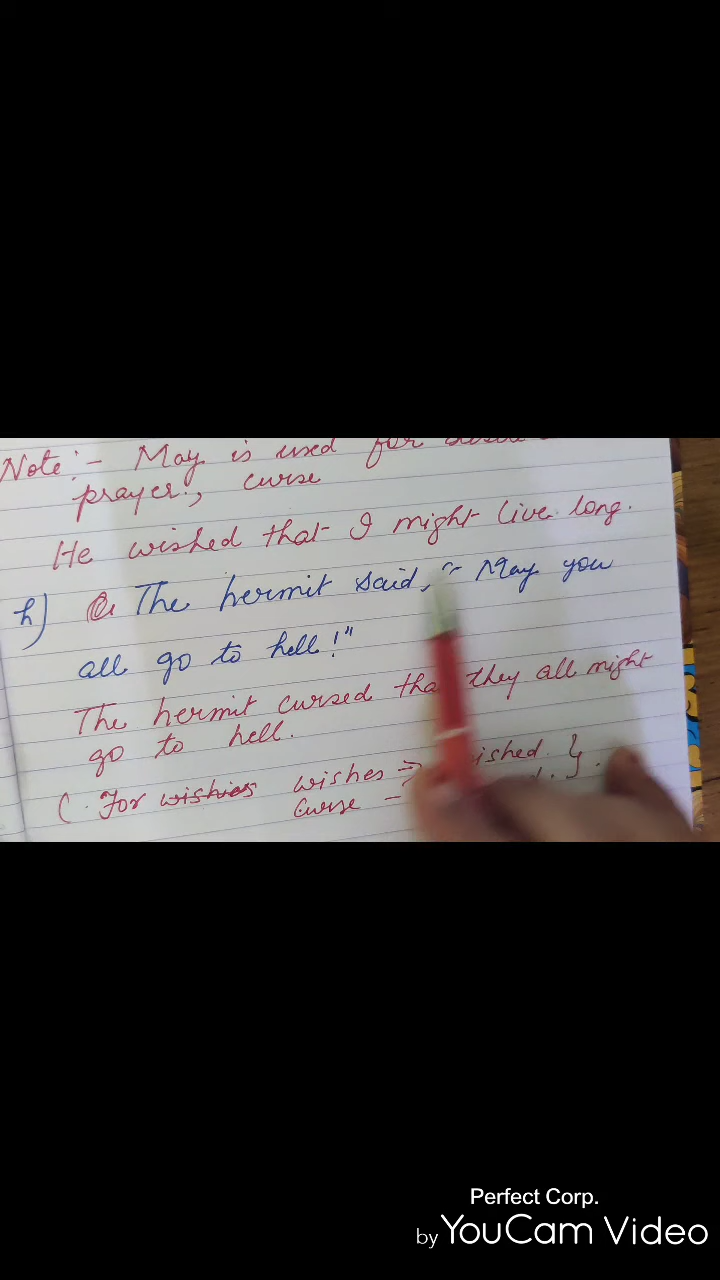 Note:- May is used for
prayer, curse
He wished that I might live long.
h) Q The hermit said, " May you
all go to hell!"
The hermit cursed that they all might
go to hell.
( For wishes wishes => wished. }.
curse -
Perfect Corp.
by YouCam Video